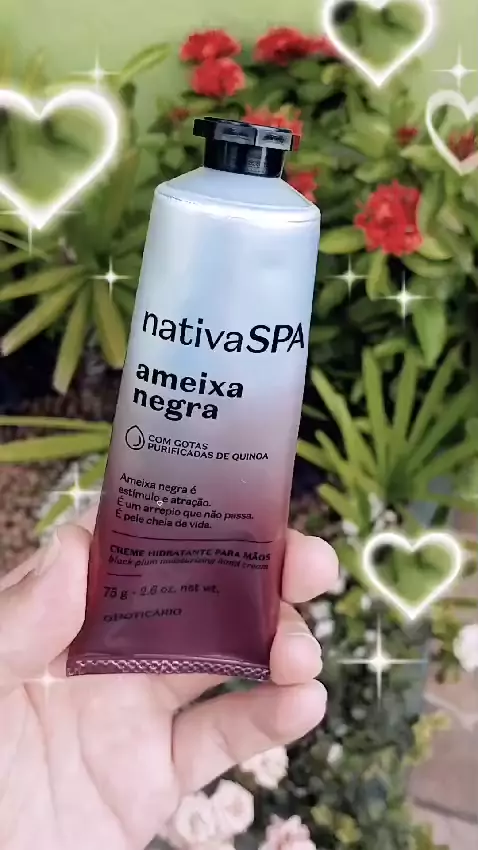 nativaSPA
ameixa
negra
COM GOTAS
PURIFICADAS DE QUINOA
Ameixa negra é
estímulo e atração.
É um arrepio que não passa.
É pele cheia de vida.
CREME HIDRATANTE PARA MÃOS
black plum moisturising hand cream
75 g - 2.6 oz. net wt.
OBOTICÁRIO